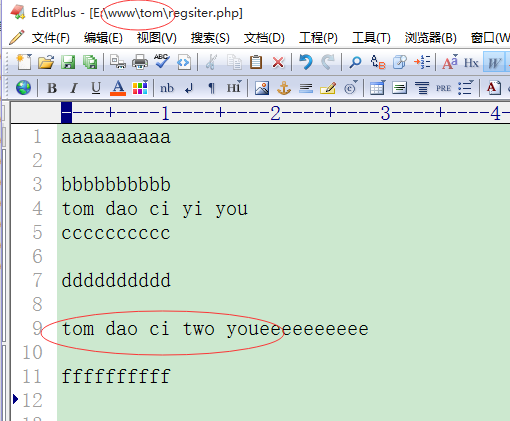 EditPlus - [E:\www\tom\regsiter.php]
文件(F) 编辑(E) 视图(V) 搜索(S) 文档(D) 工程(P) 工具(T) 浏览器(B) 窗口(W)
B I U A nb ¶ HI
----+----1----+----2----+----3----+----4-
1 aaaaaaaaaa
2
3 bbbbbbbbbb
4 tom dao ci yi you
5 cccccccccc
6
7 dddddddddd
8
9 tom dao ci two youeeeeeeeeee
10
11 ffffffffff
12